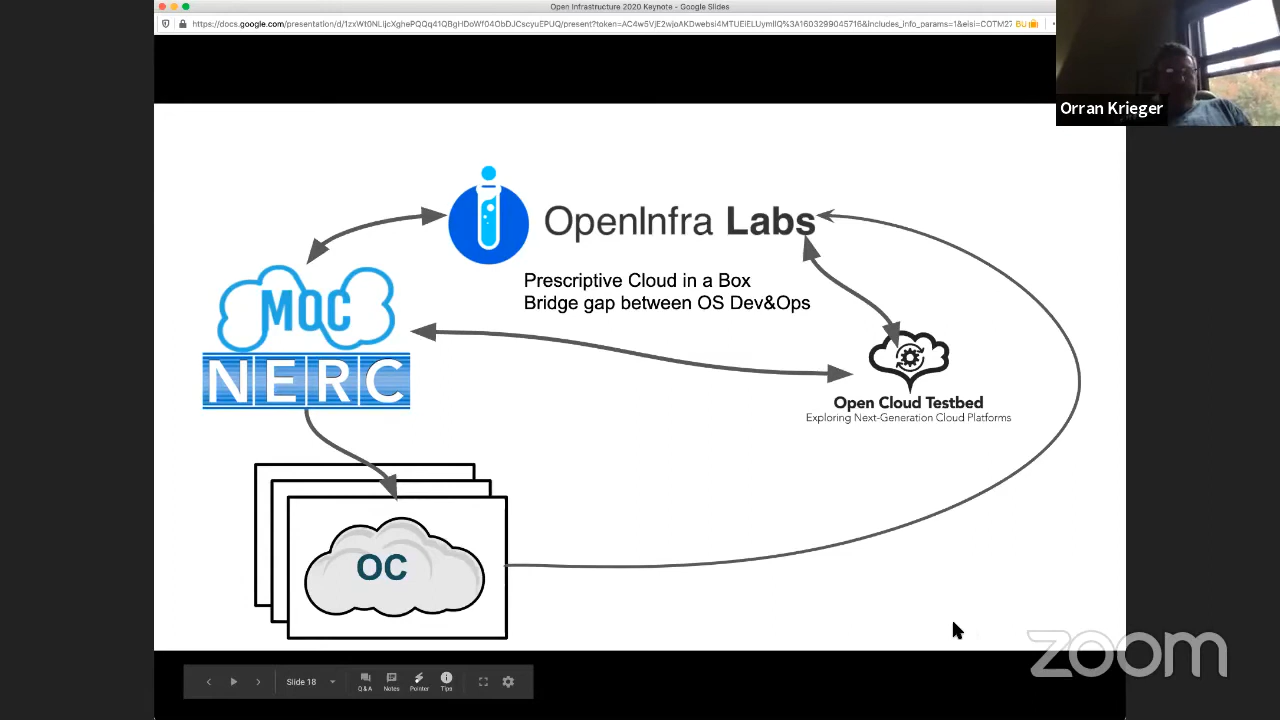 Open Infrastructure 2020 Keynote - Google Slides
Orran Krieger
OpenInfra Labs
Prescriptive Cloud in a Box
Bridge gap between OS Dev&Ops
MOC
NERC
Open Cloud Testbed
Exploring Next-Generation Cloud Platforms
OC
zoom
Slide 18
Q & A
Notes
Pointer
Tips